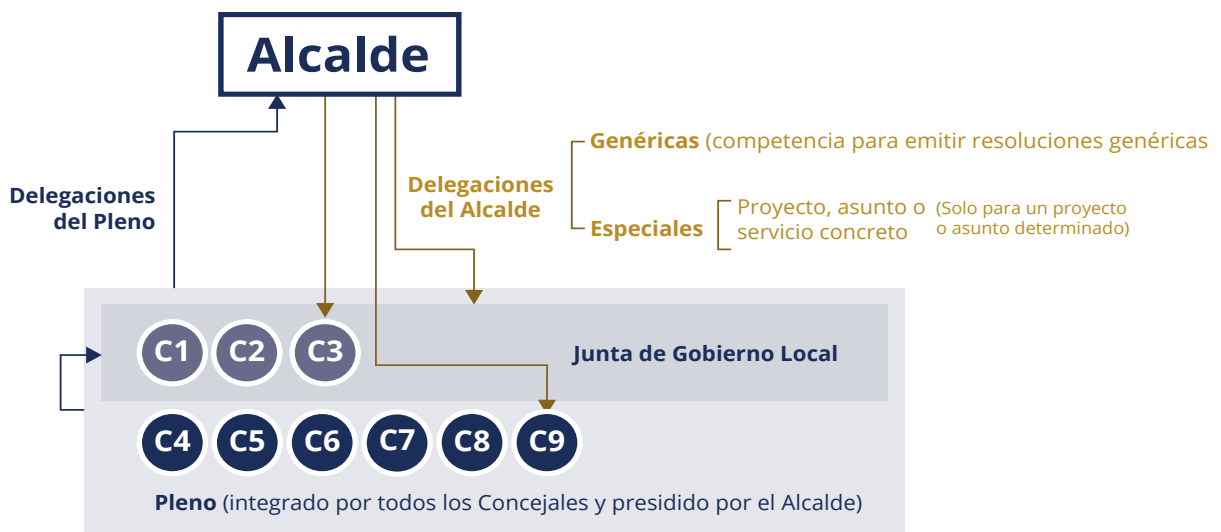 Alcalde
Delegaciones
del Pleno
Delegaciones
del Alcalde
Genéricas (competencia para emitir resoluciones genéricas
Especiales
Proyecto, asunto o
servicio concreto
(Solo para un proyecto
o asunto determinado)
C1 C2 C3
Junta de Gobierno Local
C4 C5 C6 C7 C8 C9
Pleno (integrado por todos los Concejales y presidido por el Alcalde)